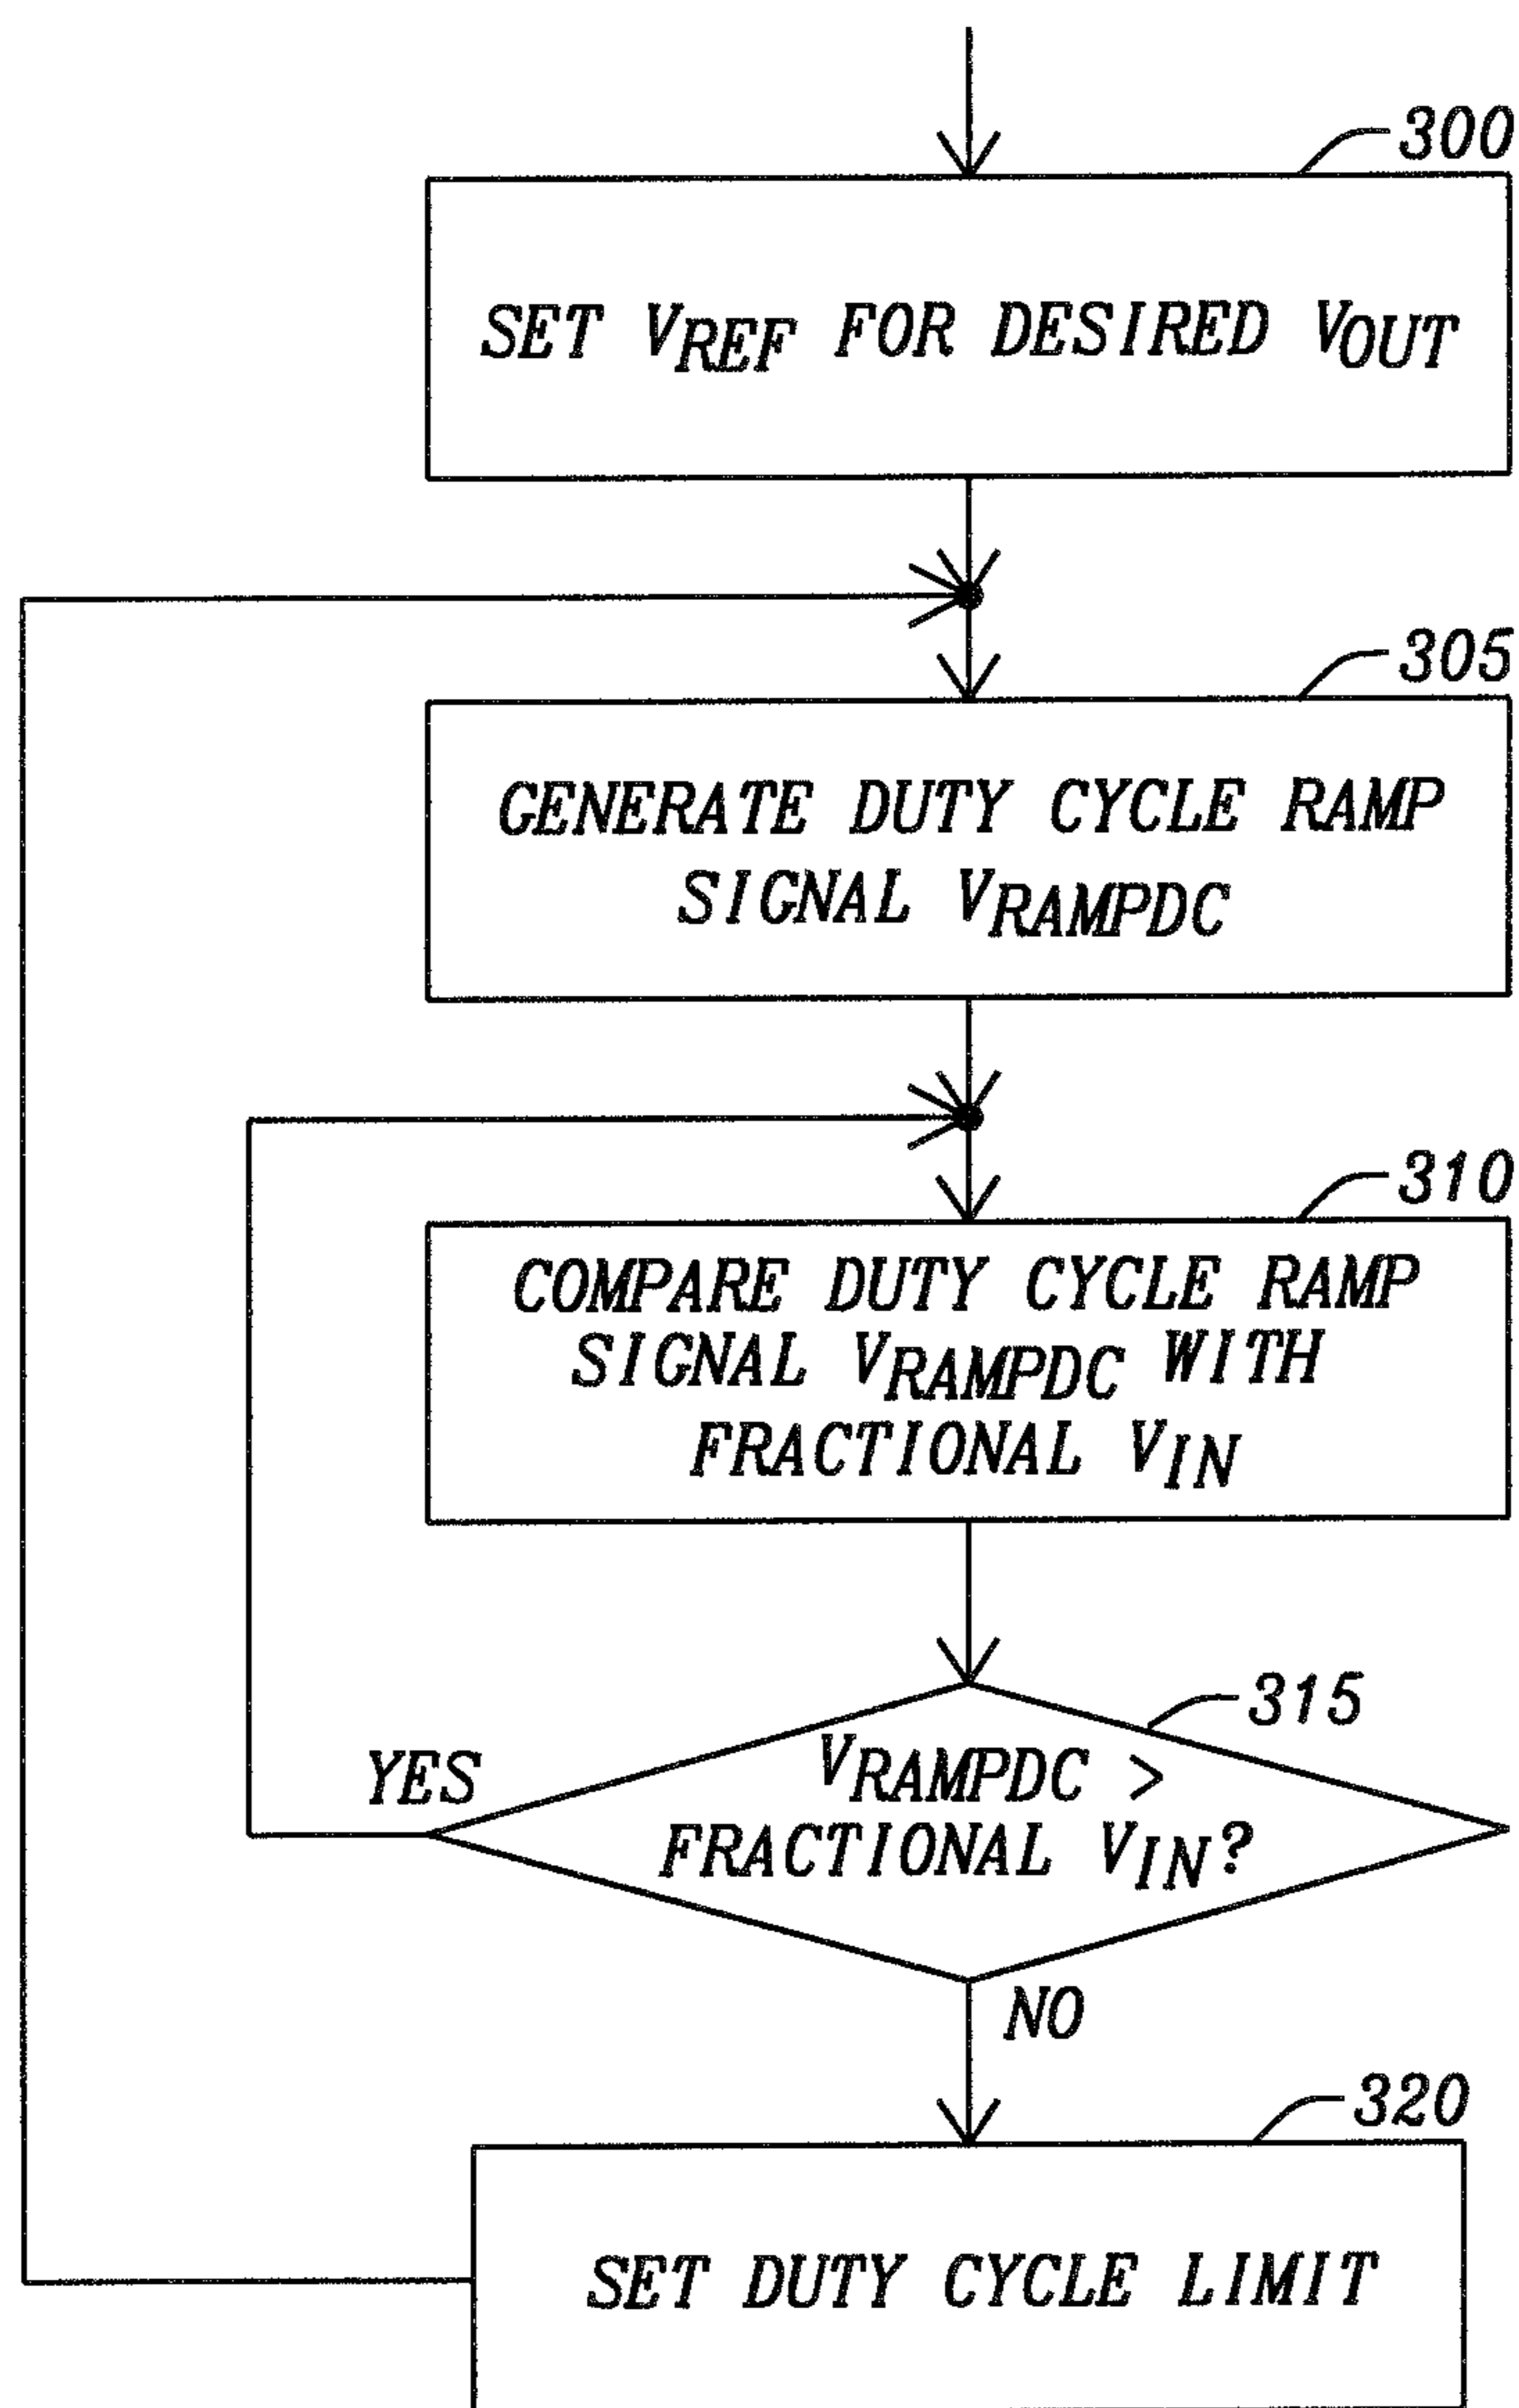 300
SET VREF FOR DESIRED VOUT
305
GENERATE DUTY CYCLE RAMP
SIGNAL VRAMPDC
310
COMPARE DUTY CYCLE RAMP
SIGNAL VRAMPDC WITH
FRACTIONAL VIN
315
VRAMPDC >
YES
FRACTIONAL VIN?
NO
320
SET DUTY CYCLE LIMIT